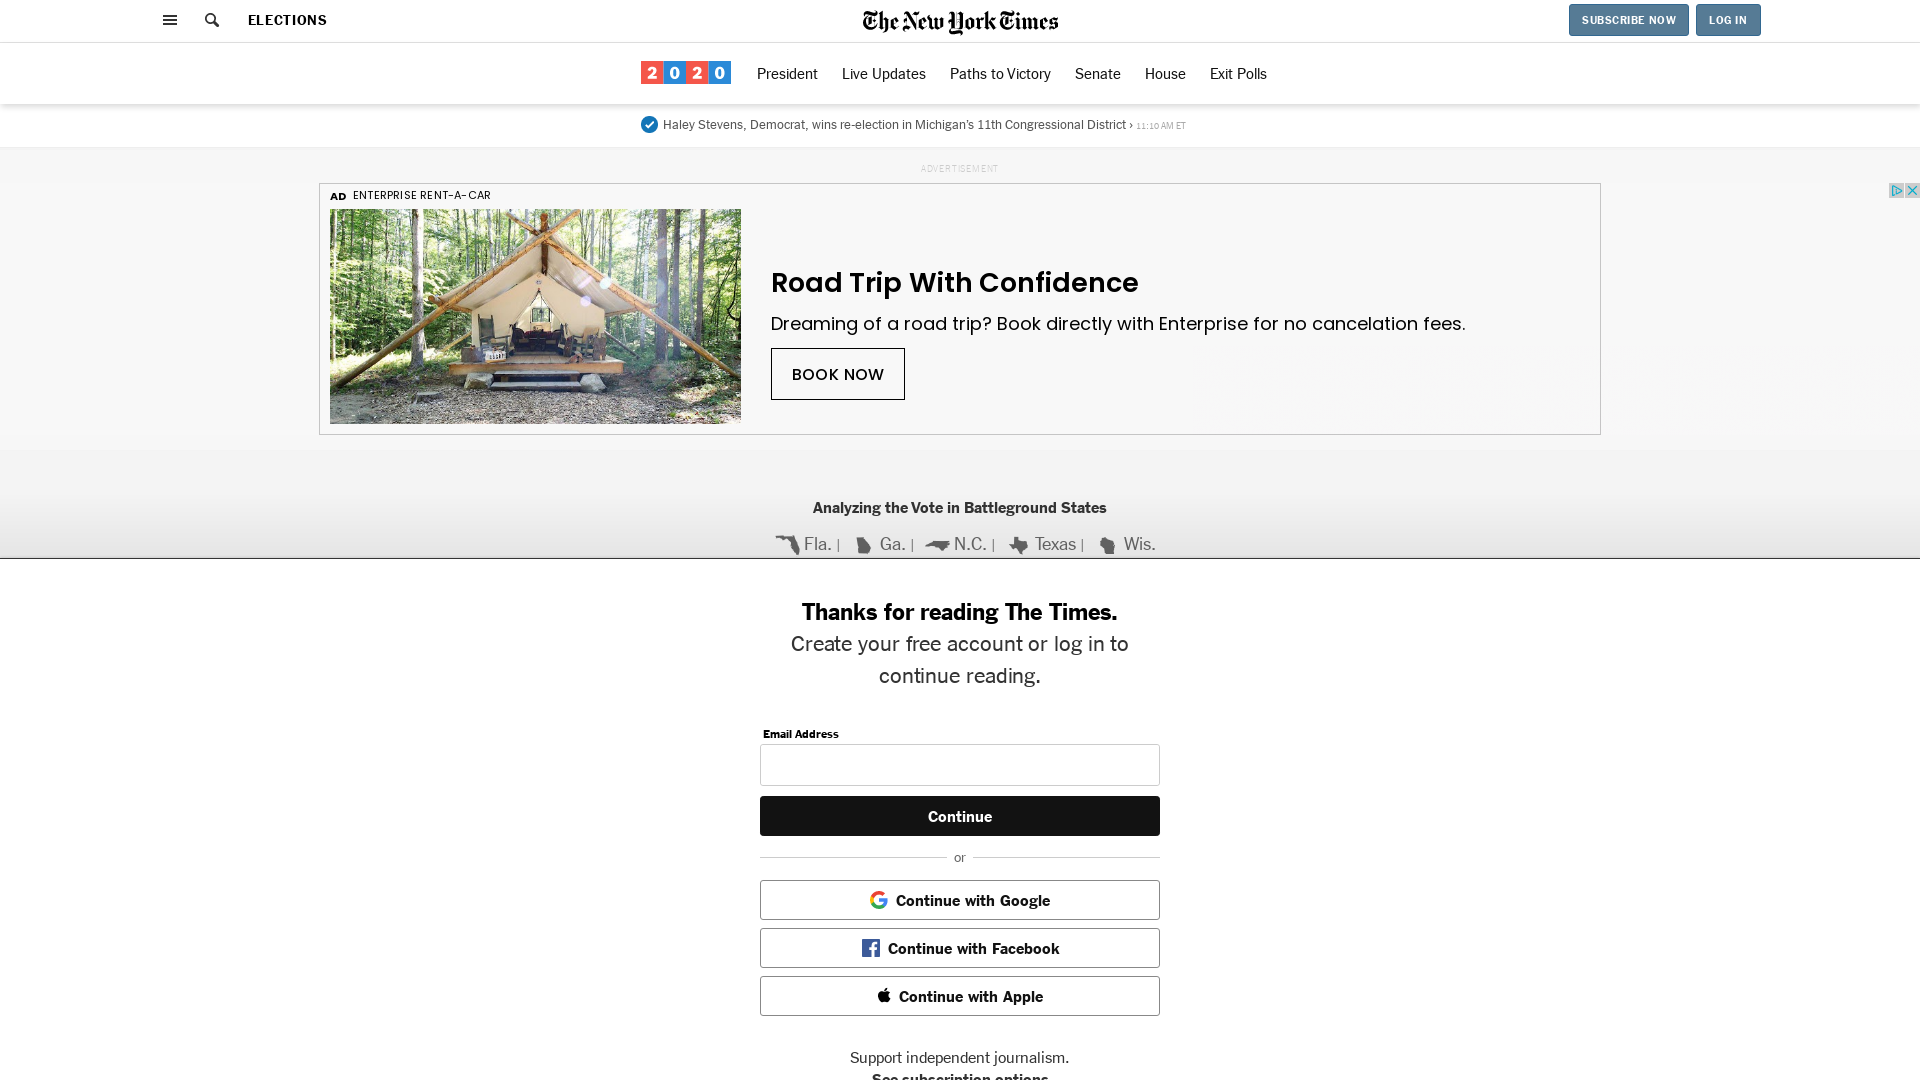 ELECTIONS
The New York Times
SUBSCRIBE NOW
LOG IN
2020
President
Live Updates
Paths to Victory
Senate
House
Exit Polls
Haley Stevens, Democrat, wins re-election in Michigan's 11th Congressional District › 11:10 AM ET
ADVERTISEMENT
AD ENTERPRISE RENT-A-CAR
Road Trip With Confidence
Dreaming of a road trip? Book directly with Enterprise for no cancelation fees.
BOOK NOW
Analyzing the Vote in Battleground States
Fla. | Ga. | N.C. | Texas | Wis.
Thanks for reading The Times.
Create your free account or log in to
continue reading.
Email Address
Continue
or
Continue with Google
Continue with Facebook
Continue with Apple
Support independent journalism.
See subscription options